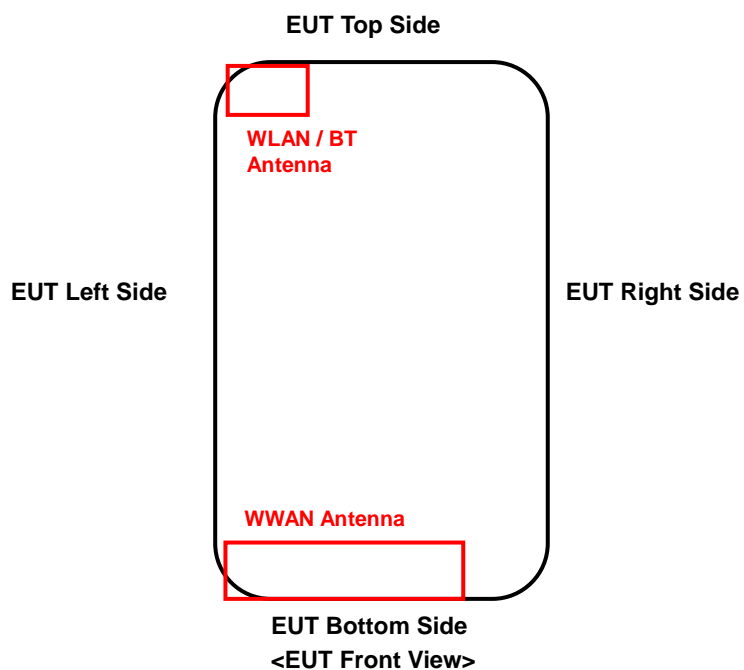 EUT Top Side
WLAN / BT
Antenna
EUT Left Side
EUT Right Side
WWAN Antenna
EUT Bottom Side
<EUT Front View>